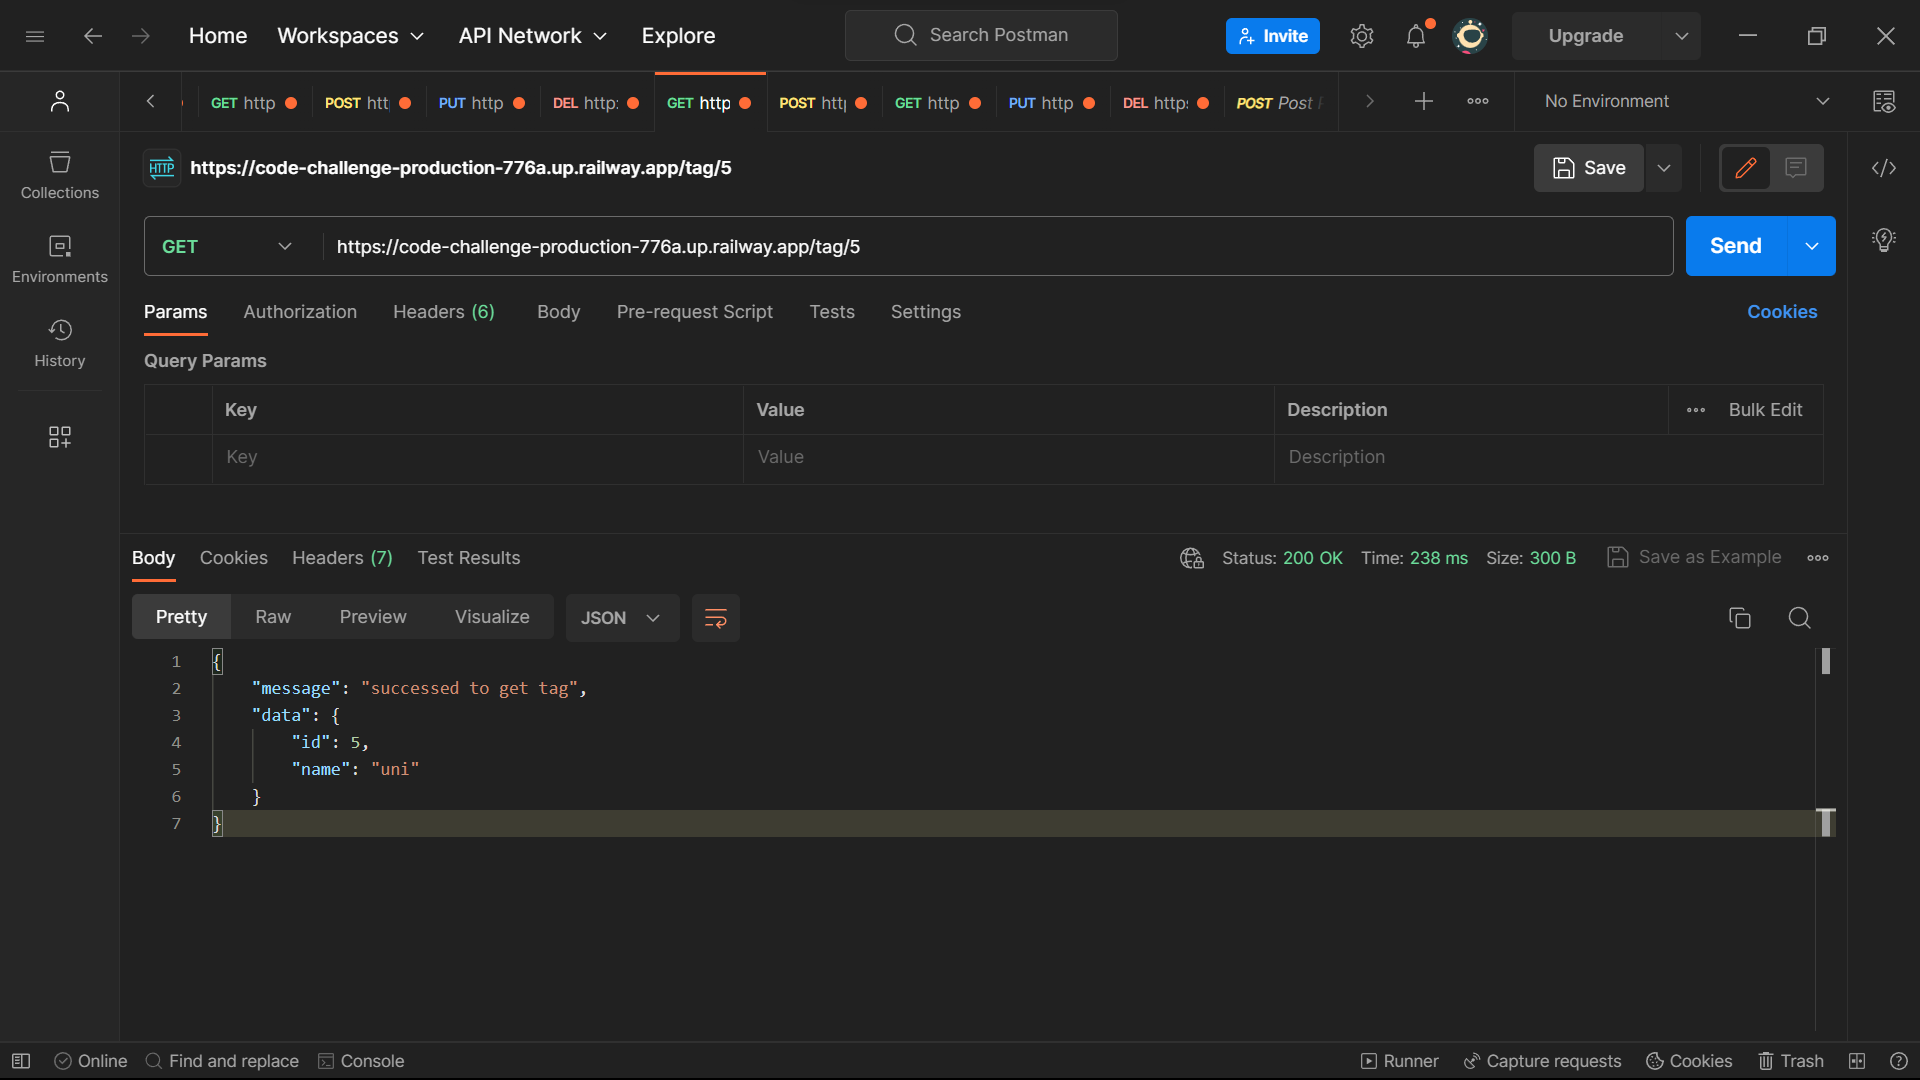 Home Workspaces API Network Explore Search Postman Invite Upgrade
GET http POST htt PUT http DEL http: GET http POST htt GET http PUT http DEL http: POST Post No Environment
HTTP https://code-challenge-production-776a.up.railway.app/tag/5 Save
Collections
GET https://code-challenge-production-776a.up.railway.app/tag/5 Send
Environments
Params Authorization Headers (6) Body Pre-request Script Tests Settings Cookies
History
Query Params
Key Value Description Bulk Edit
Key Value Description
Body Cookies Headers (7) Test Results Status: 200 OK Time: 238 ms Size: 300 B Save as Example
Pretty Raw Preview Visualize JSON
1 {
2 "message": "successed to get tag",
3 "data": {
4 "id": 5,
5 "name": "uni"
6 }
7 }
Online Find and replace Console Runner Capture requests Cookies Trash